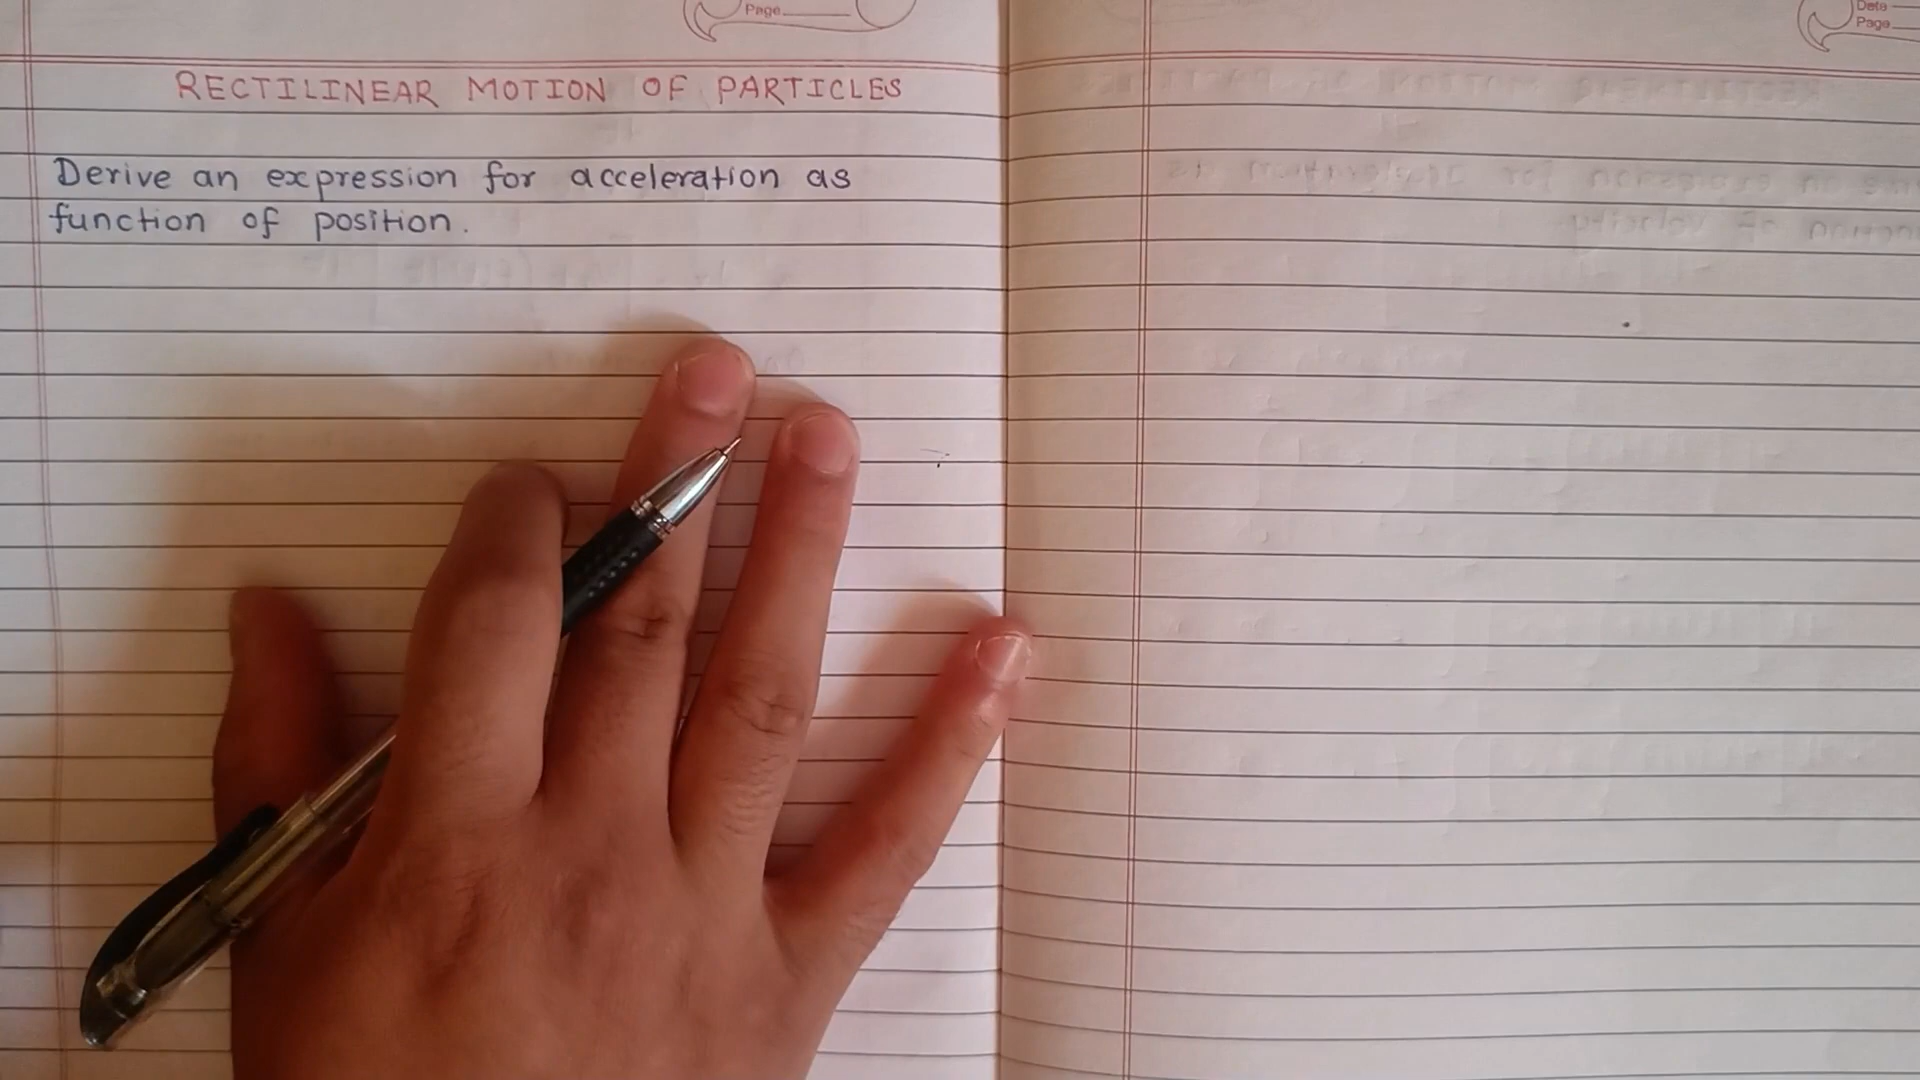 Page
Date
Page
RECTILINEAR MOTION OF PARTICLES
Derive an expression for acceleration as
function of position.